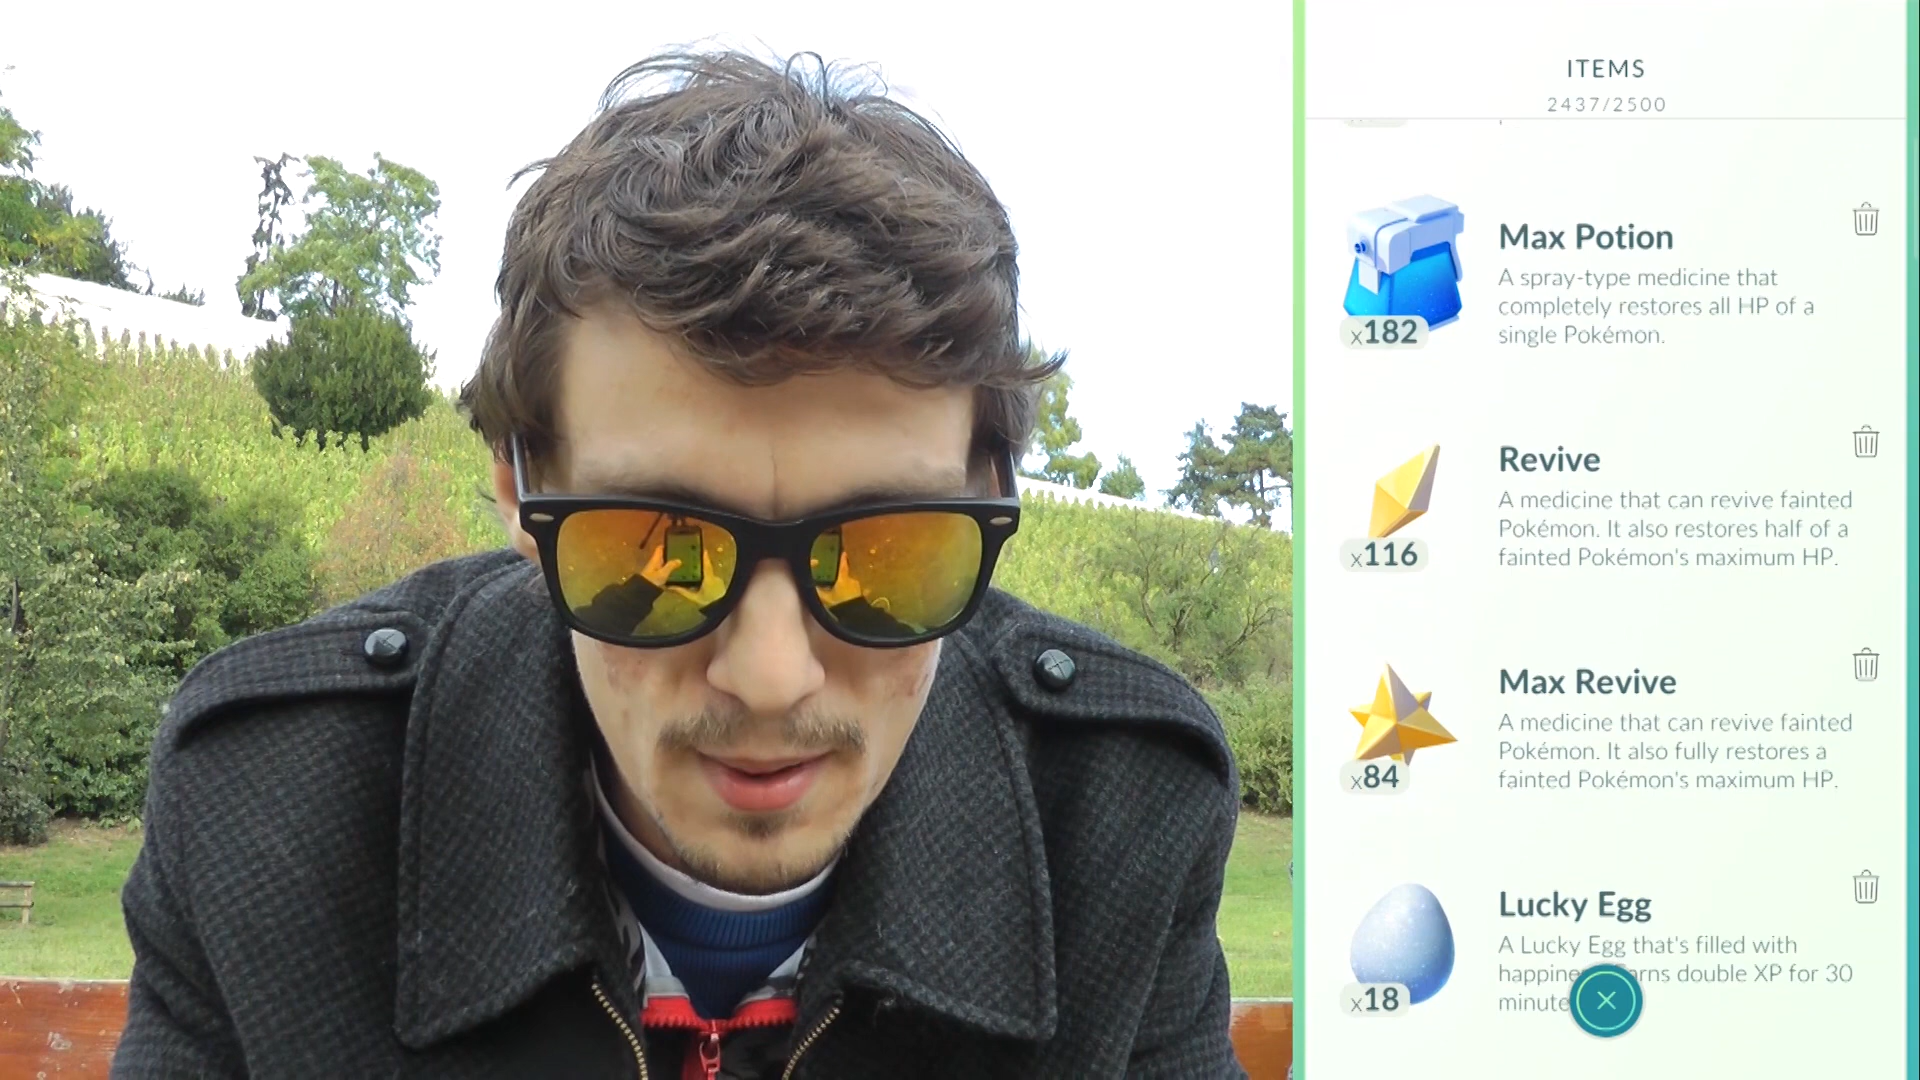 ITEMS
2437/2500
Max Potion
A spray-type medicine that
completely restores all HP of a
single Pokémon.
x182
Revive
A medicine that can revive fainted
Pokémon. It also restores half of a
fainted Pokémon's maximum HP.
x116
Max Revive
A medicine that can revive fainted
Pokémon. It also fully restores a
fainted Pokémon's maximum HP.
x84
Lucky Egg
A Lucky Egg that's filled with
double XP for 30
x18